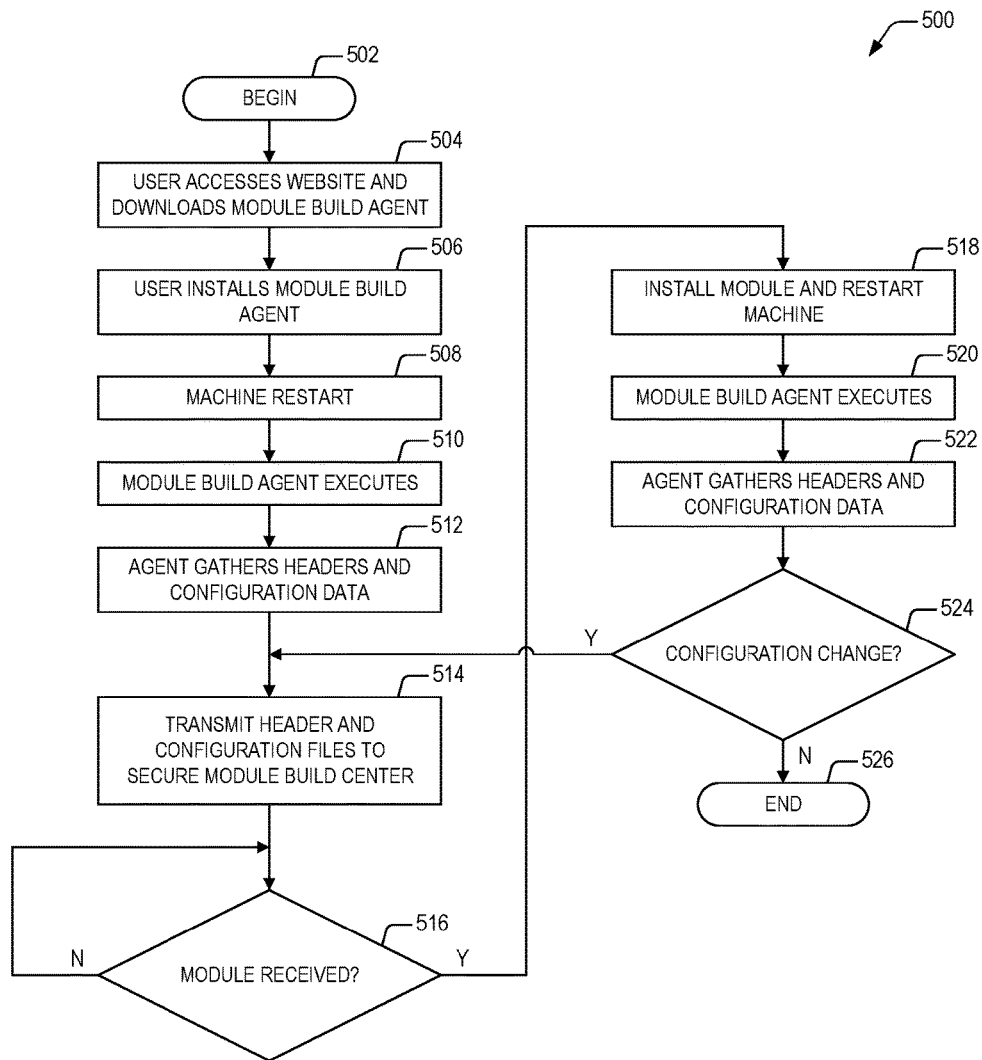 500
502
BEGIN
504
USER ACCESSES WEBSITE AND
DOWNLOADS MODULE BUILD AGENT
506
USER INSTALLS MODULE BUILD
AGENT
508
MACHINE RESTART
510
MODULE BUILD AGENT EXECUTES
512
AGENT GATHERS HEADERS AND
CONFIGURATION DATA
514
TRANSMIT HEADER AND
CONFIGURATION FILES TO
SECURE MODULE BUILD CENTER
516
MODULE RECEIVED?
N
Y
518
INSTALL MODULE AND RESTART
MACHINE
520
MODULE BUILD AGENT EXECUTES
522
AGENT GATHERS HEADERS AND
CONFIGURATION DATA
524
CONFIGURATION CHANGE?
Y
N
526
END